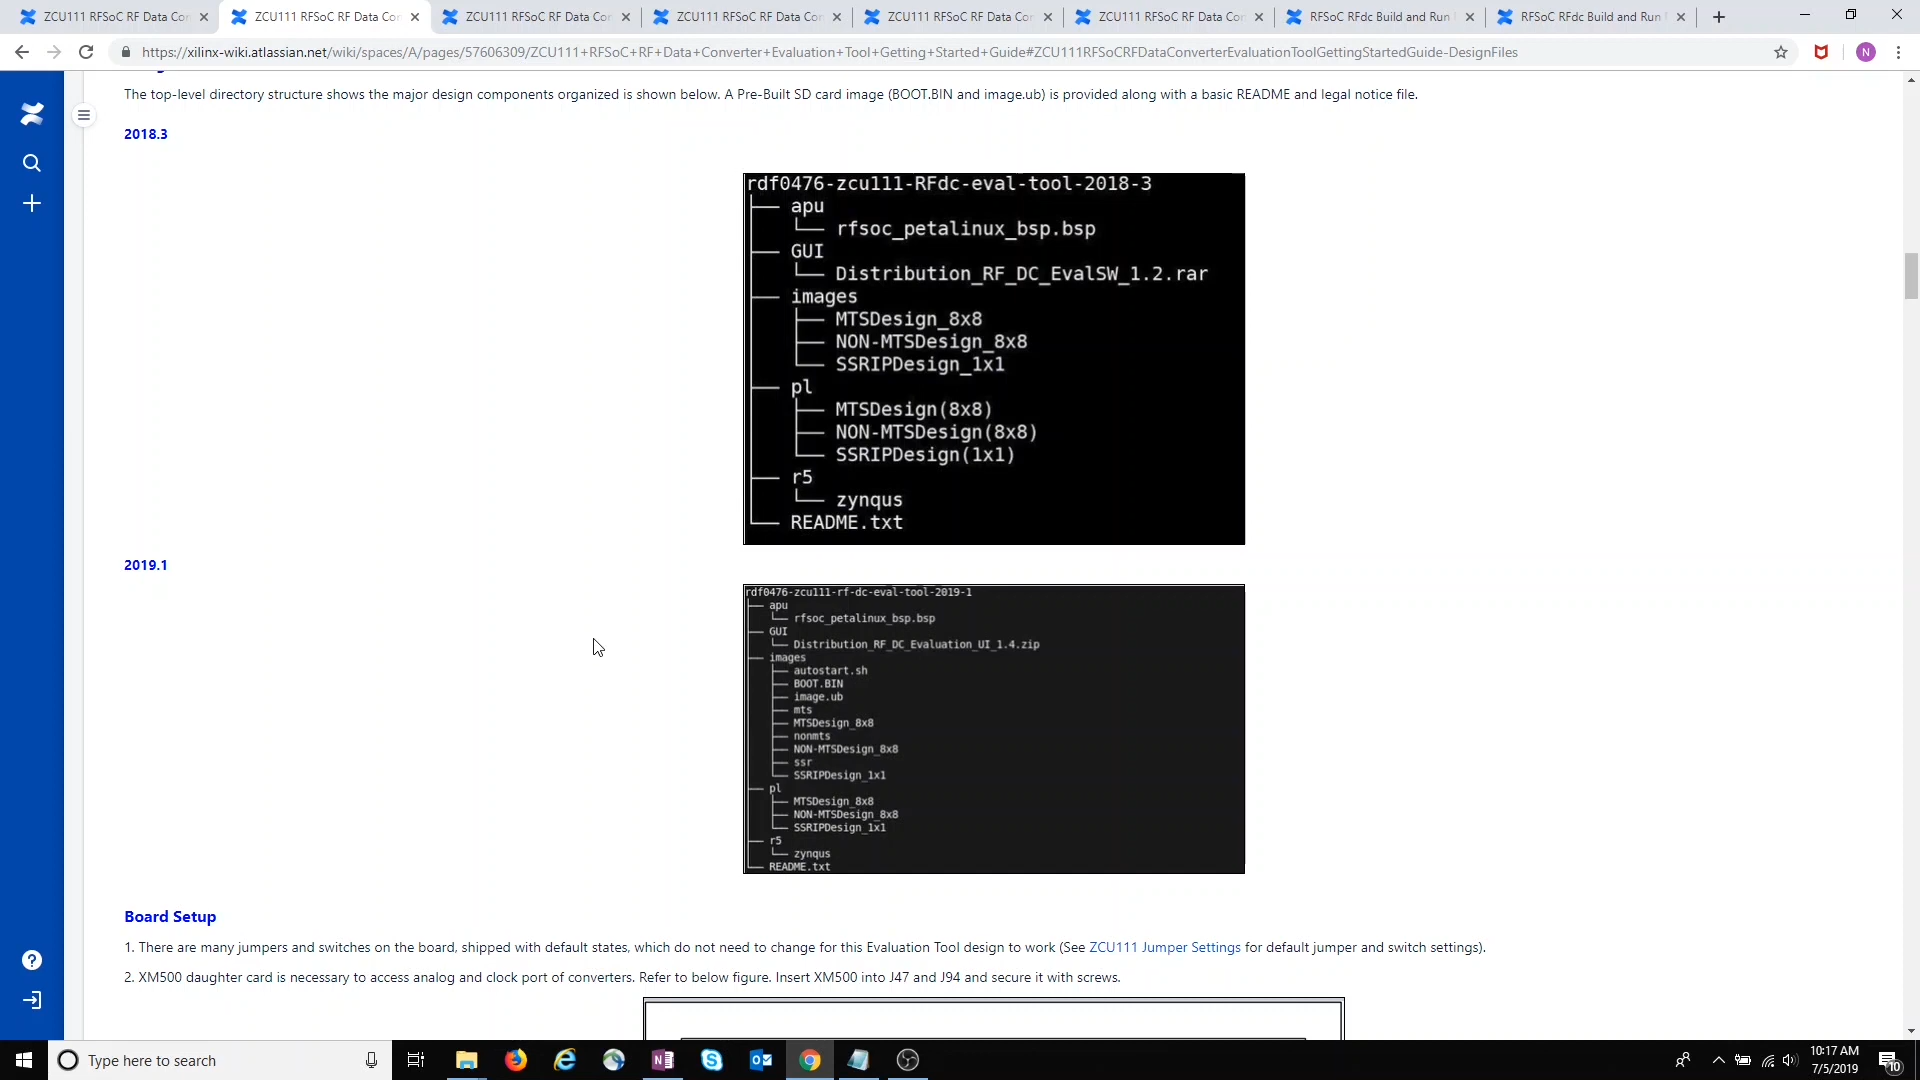 ZCU111 RFSoC RF Data Con
ZCU111 RFSoC RF Data Con
ZCU111 RFSoC RF Data Con
ZCU111 RFSoC RF Data Con
ZCU111 RFSoC RF Data Con
ZCU111 RFSoC RF Data Con
RFSoC RFdc Build and Run
RFSoC RFdc Build and Run
https://xilinx-wiki.atlassian.net/wiki/spaces/A/pages/57606309/ZCU111+RFSoC+RF+Data+Converter+Evaluation+Tool+Getting+Started+Guide#ZCU111RFSoCRFDataConverterEvaluationToolGettingStartedGuide-DesignFiles
N
The top-level directory structure shows the major design components organized is shown below. A Pre-Built SD card image (BOOT.BIN and image.ub) is provided along with a basic README and legal notice file.
2018.3
rdf0476-zcu111-RFdc-eval-tool-2018-3
apu
rfsoc_petalinux_bsp.bsp
GUI
Distribution_RF_DC_EvalSW_1.2.rar
images
MTSDesign_8x8
NON-MTSDesign_8x8
SSRIPDesign_1x1
pl
MTSDesign(8x8)
NON-MTSDesign(8x8)
SSRIPDesign(1x1)
r5
zynqus
README.txt
2019.1
rdf0476-zcu111-rf-dc-eval-tool-2019-1
apu
rfsoc_petalinux_bsp.bsp
GUI
Distribution_RF_DC_Evaluation_UI_1.4.zip
images
autostart.sh
BOOT.BIN
image.ub
mts
MTSDesign_8x8
nonmts
NON-MTSDesign_8x8
ssr
SSRIPDesign_1x1
pl
MTSDesign_8x8
NON-MTSDesign_8x8
SSRIPDesign_1x1
r5
zynqus
README.txt
Board Setup
1. There are many jumpers and switches on the board, shipped with default states, which do not need to change for this Evaluation Tool design to work (See ZCU111 Jumper Settings for default jumper and switch settings).
2. XM500 daughter card is necessary to access analog and clock port of converters. Refer to below figure. Insert XM500 into J47 and J94 and secure it with screws.
Type here to search
10:17 AM
7/5/2019
10